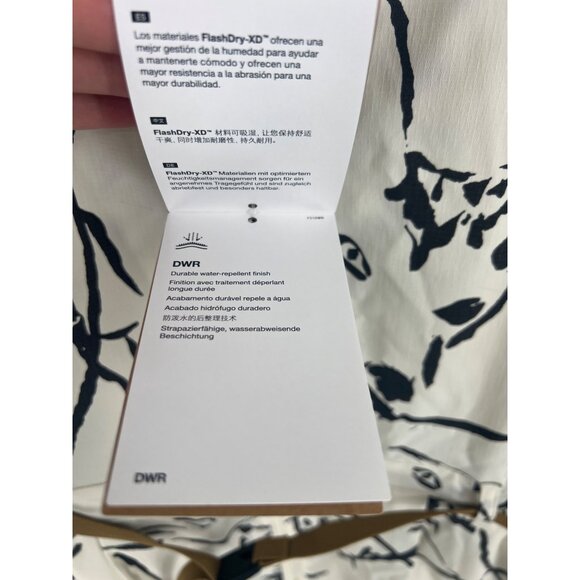 ES
Los materiales FlashDry-XD™ ofrecen una
mejor gestión de la humedad para ayudar
a mantenerte cómodo y ofrecen una
mayor resistencia a la abrasión para una
mayor durabilidad.
中文
FlashDry-XD™ 材料可吸湿, 让您保持舒适
干爽, 同时增加耐磨性, 持久耐用。
DE
FlashDry-XD™ Materialien mit optimiertem
Feuchtigkeitsmanagement sorgen für ein
angenehmes Tragegefühl und sind zugleich
abriebfest und besonders haltbar.
DWR
Durable water-repellent finish
Finition avec traitement déperlant
longue durée
Acabamento durável repele a água
Acabado hidrófugo duradero
防泼水的后整理技术
Strapazierfähige, wasserabweisende
Beschichtung
DWR